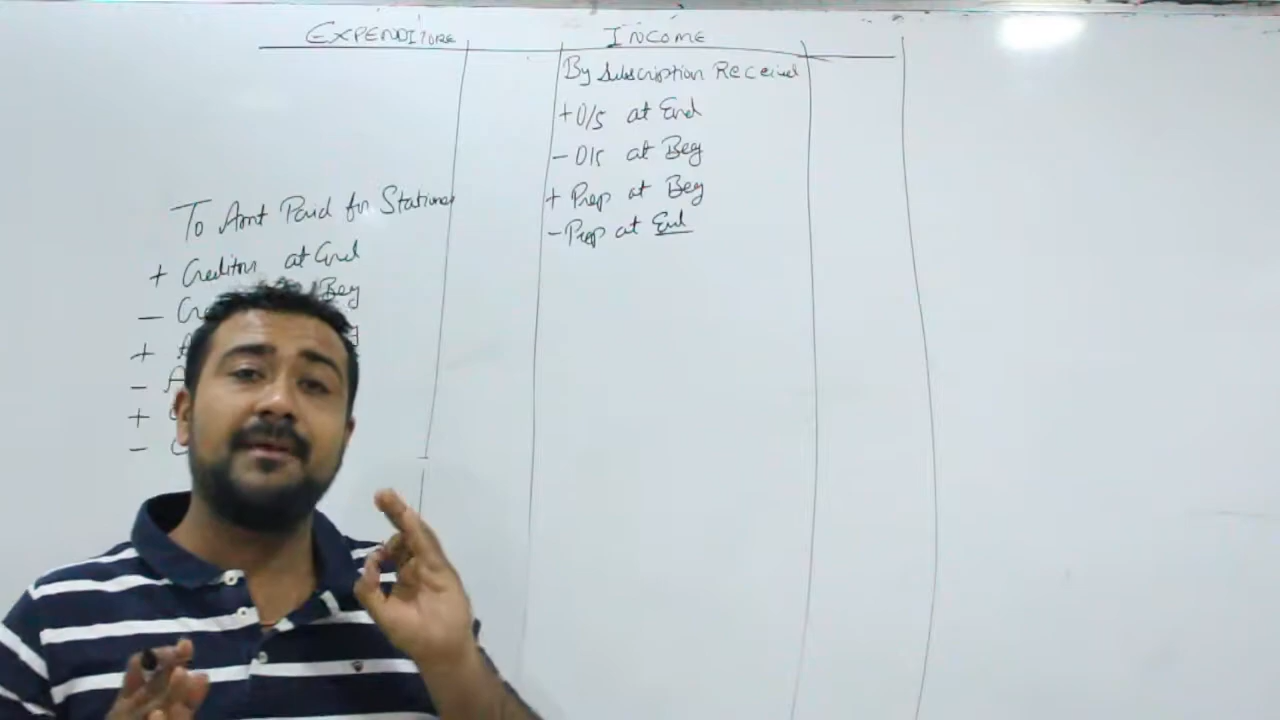 EXPENDITURE
INCOME
By Subscription Received
+ O/S at End
- O/S at Beg
+ Prep at Beg
- Prep at End
To Amt Paid for Stationery
+ Creditors at End
- Beg
+
-
+
-